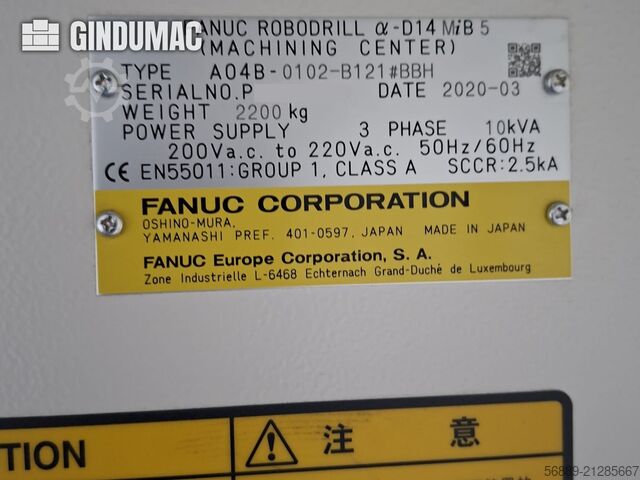 GINDUMAC
FANUC ROBODRILL α-D14MiB5
(MACHINING CENTER)
TYPE A04B-0102-B121#BBH
SERIALNO.P DATE 2020-03
WEIGHT 2200kg
POWER SUPPLY 3 PHASE 10kVA
200Va.c. to 220Va.c. 50Hz/60Hz
CE EN55011:GROUP 1, CLASS A SCCR:2.5kA
FANUC CORPORATION
OSHINO-MURA,
YAMANASHI PREF. 401-0597, JAPAN MADE IN JAPAN
FANUC Europe Corporation, S. A.
Zone Industrielle L-6468 Echternach Grand-Duché de Luxembourg
TION 注意
56889-21285667